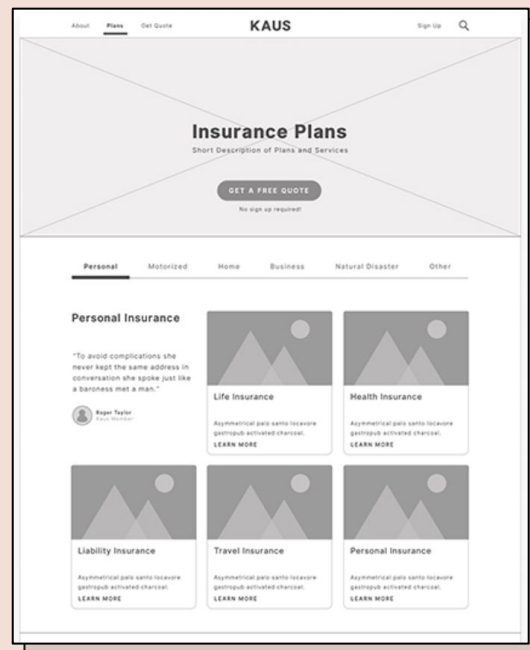 About Plans Get Quote KAUS Sign Up
Insurance Plans
Short Description of Plans and Services
GET A FREE QUOTE
No sign up required!
Personal Motorized Home Business Natural Disaster Other
Personal Insurance
"To avoid complications she
never kept the same address in
conversation she spoke just like
a baroness met a man."
Roger Taylor
Kaus Member
Life Insurance
Asymmetrical palo santo locavore
gastropub activated charcoal.
LEARN MORE
Health Insurance
Asymmetrical palo santo locavore
gastropub activated charcoal.
LEARN MORE
Liability Insurance
Asymmetrical palo santo locavore
gastropub activated charcoal.
LEARN MORE
Travel Insurance
Asymmetrical palo santo locavore
gastropub activated charcoal.
LEARN MORE
Personal Insurance
Asymmetrical palo santo locavore
gastropub activated charcoal.
LEARN MORE